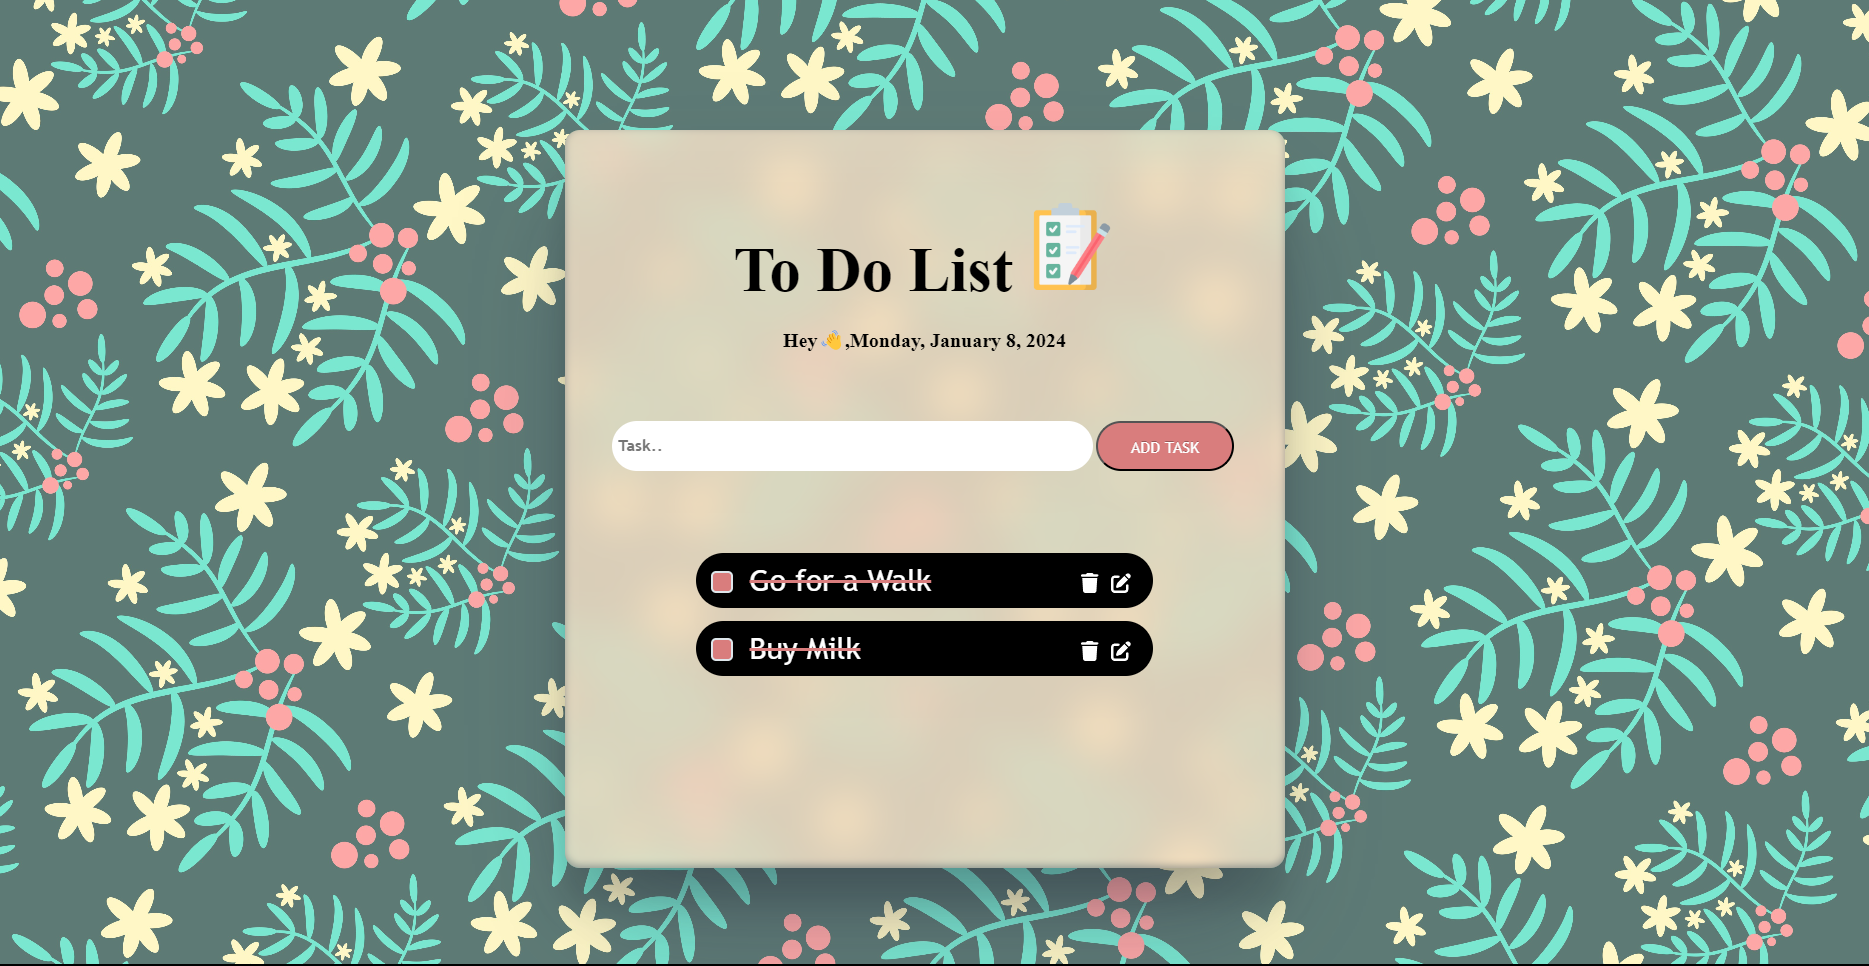 To Do List
Hey 👋,Monday, January 8, 2024
Task..
ADD TASK
Go for a Walk
Buy Milk